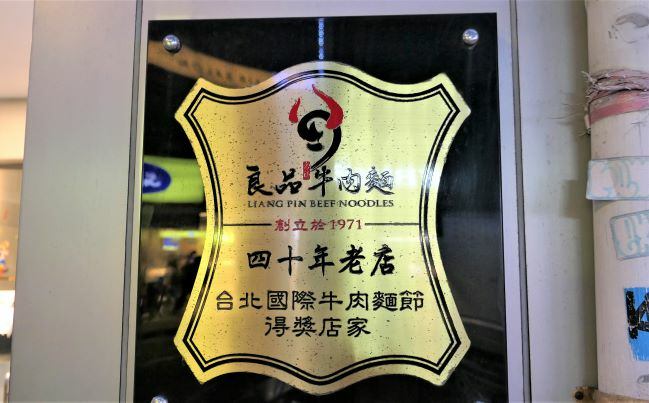 良品牛肉麵
LIANG PIN BEEF NOODLES
創立於1971
四十年老店
台北國際牛肉麵節
得獎店家